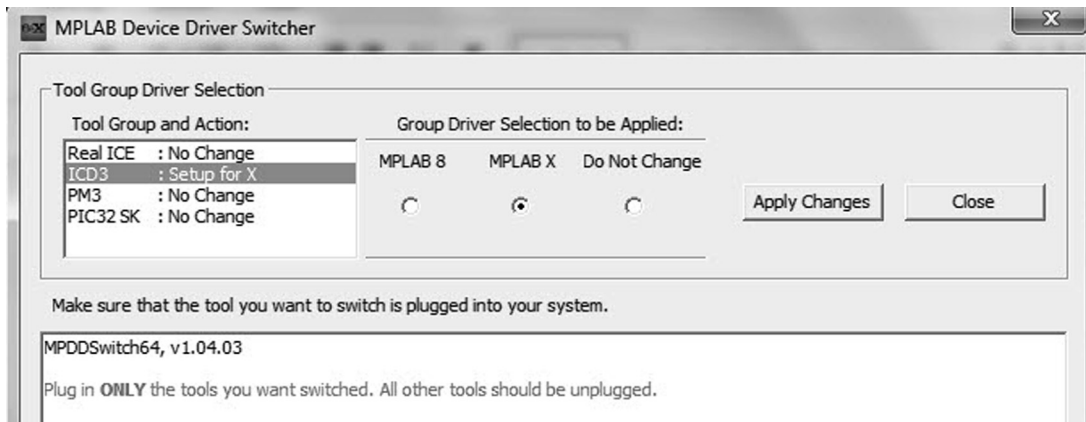 MPLAB Device Driver Switcher
Tool Group Driver Selection
Tool Group and Action:
Real ICE : No Change
ICD3 : Setup for X
PM3 : No Change
PIC32 SK : No Change
Group Driver Selection to be Applied:
MPLAB 8 MPLAB X Do Not Change
Apply Changes Close
Make sure that the tool you want to switch is plugged into your system.
MPDDSwitch64, v1.04.03
Plug in ONLY the tools you want switched. All other tools should be unplugged.